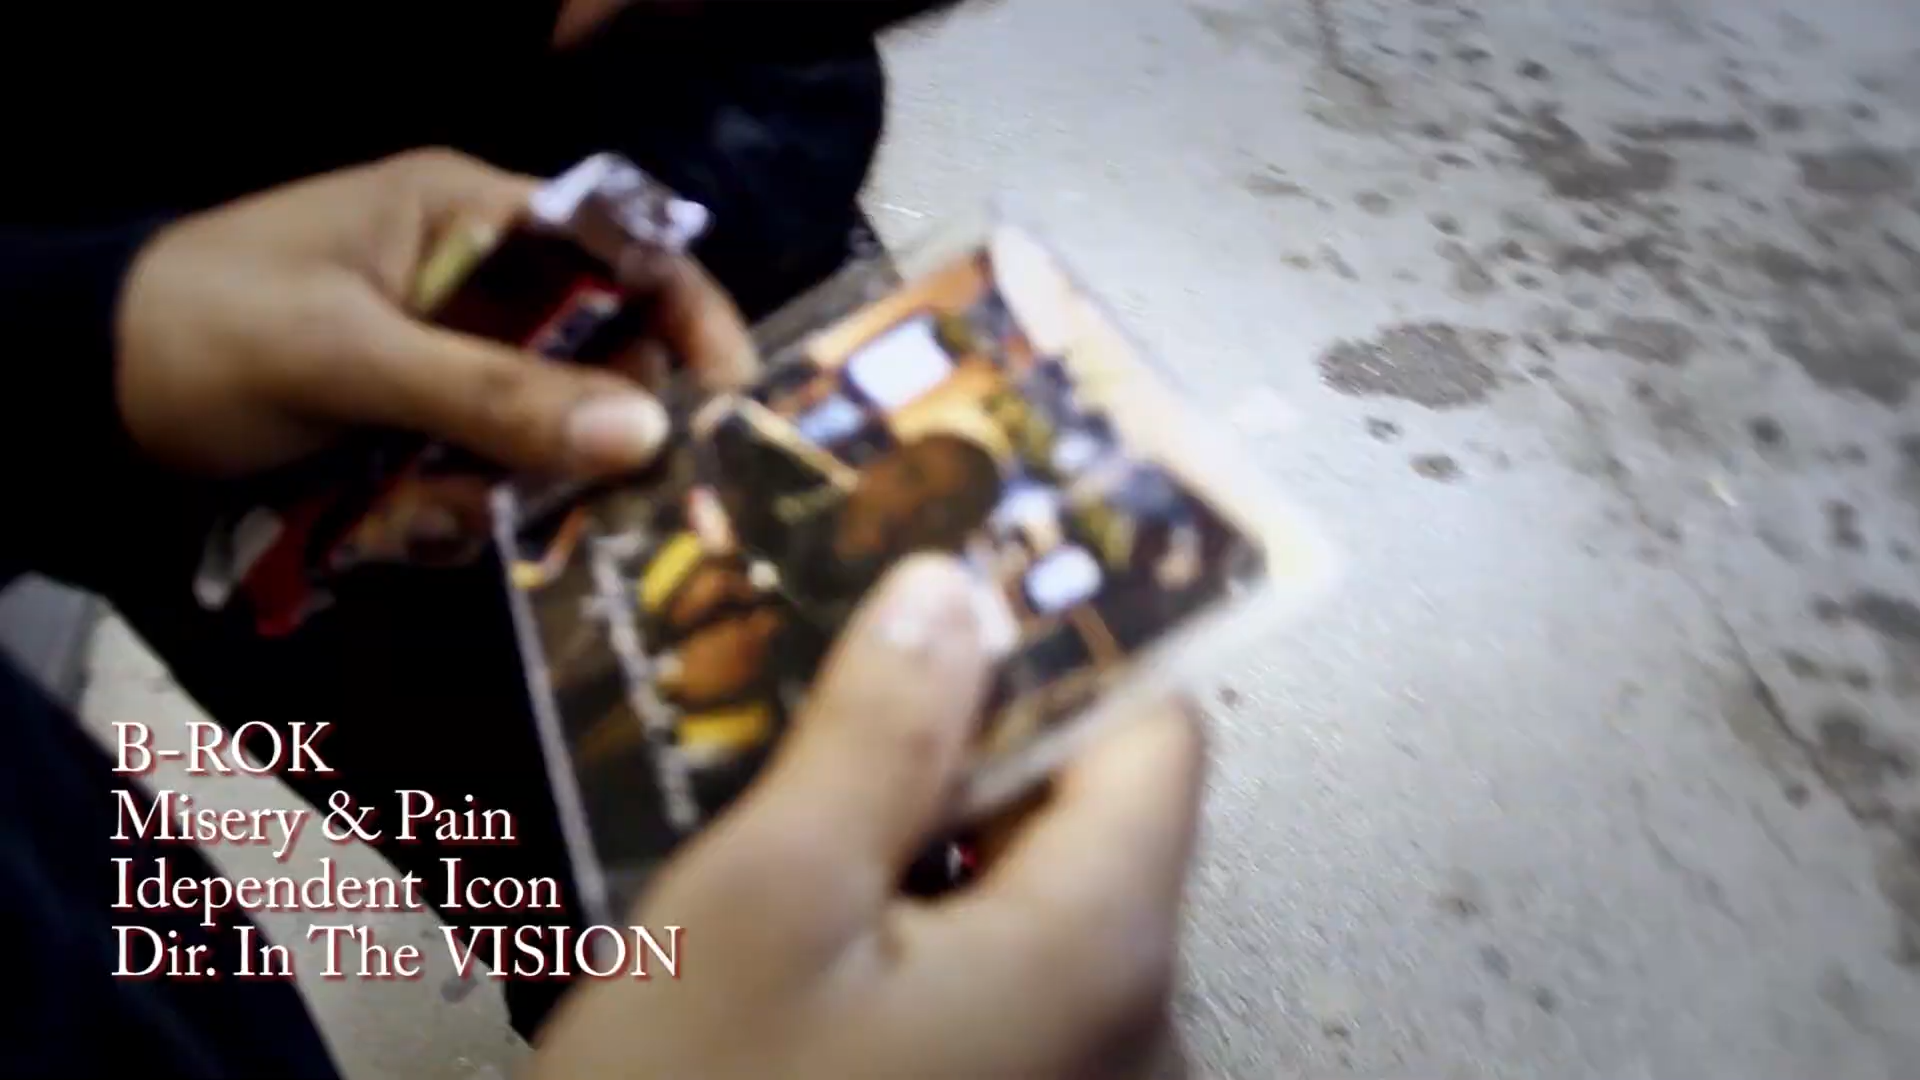 B-ROK
Misery & Pain
Idependent Icon
Dir. In The VISION